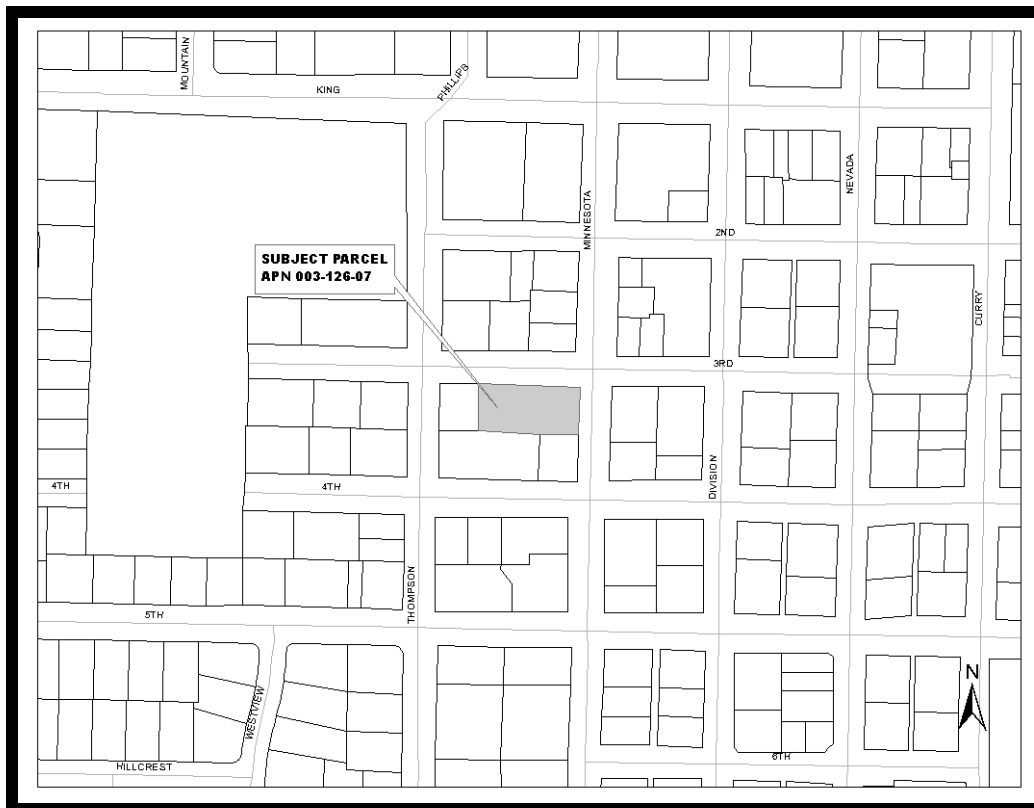 MOUNTAIN
KING
PHILLIPS
NEVADA
MINNESOTA
2ND
SUBJECT PARCEL
APN 003-126-07
CURRY
3RD
4TH
4TH
DIVISION
THOMPSON
5TH
N
WESTVIEW
HILLCREST
6TH